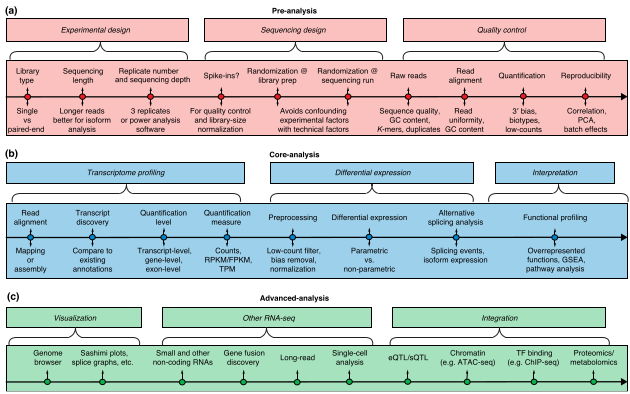 (a)
Pre-analysis
Experimental design
Sequencing design
Quality control
Library
type
Sequencing
length
Replicate number
and sequencing depth
Spike-ins?
Randomization @
library prep
Randomization @
sequencing run
Raw reads
Read
alignment
Quantification
Reproducibility
Single
vs
paired-end
Longer reads
better for isoform
analysis
3 replicates
or power analysis
software
For quality control
and library-size
normalization
Avoids confounding
experimental factors
with technical factors
Sequence quality,
GC content,
K-mers, duplicates
Read
uniformity,
GC content
3' bias,
biotypes,
low-counts
Correlation,
PCA,
batch effects
(b)
Core-analysis
Transcriptome profiling
Differential expression
Interpretation
Read
alignment
Transcript
discovery
Quantification
level
Quantification
measure
Preprocessing
Differential expression
Alternative
splicing analysis
Functional profiling
Mapping
or
assembly
Compare to
existing
annotations
Transcript-level,
gene-level,
exon-level
Counts,
RPKM/FPKM,
TPM
Low-count filter,
bias removal,
normalization
Parametric
vs.
non-parametric
Splicing events,
isoform expression
Overrepresented
functions, GSEA,
pathway analysis
(c)
Advanced-analysis
Visualization
Other RNA-seq
Integration
Genome
browser
Sashimi plots,
splice graphs, etc.
Small and other
non-coding RNAs
Gene fusion
discovery
Long-read
Single-cell
analysis
eQTL/sQTL
Chromatin
(e.g. ATAC-seq)
TF binding
(e.g. ChIP-seq)
Proteomics/
metabolomics